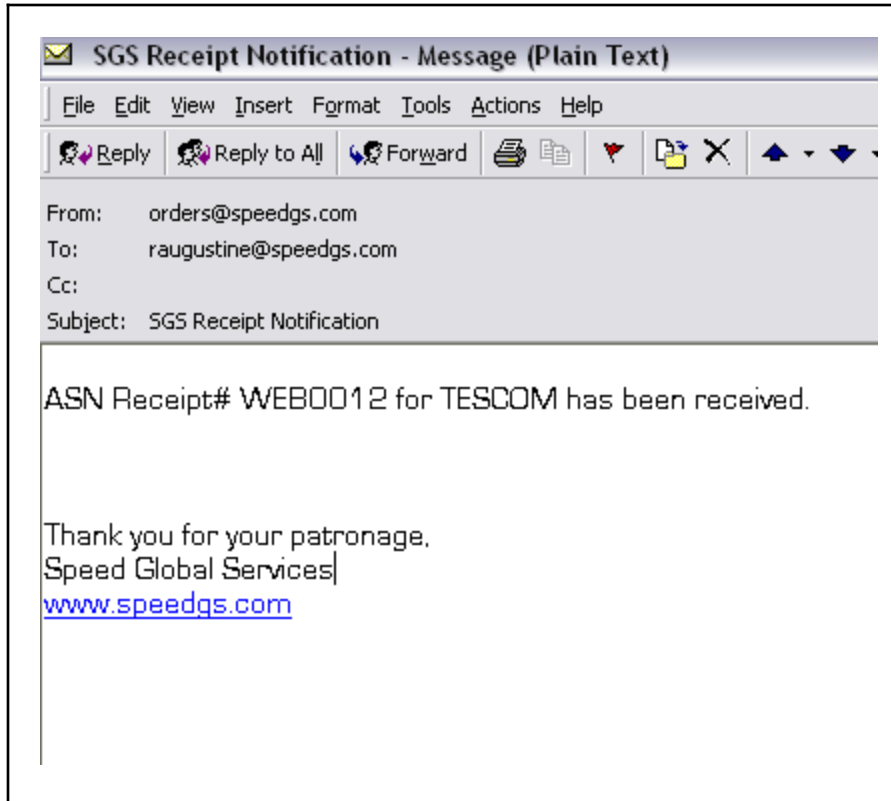 SGS Receipt Notification - Message (Plain Text)
File Edit View Insert Format Tools Actions Help
Reply Reply to All Forward
From: orders@speedgs.com
To: raugustine@speedgs.com
Cc:
Subject: SGS Receipt Notification
ASN Receipt# WEB0012 for TESCOM has been received.
Thank you for your patronage,
Speed Global Services
www.speedgs.com